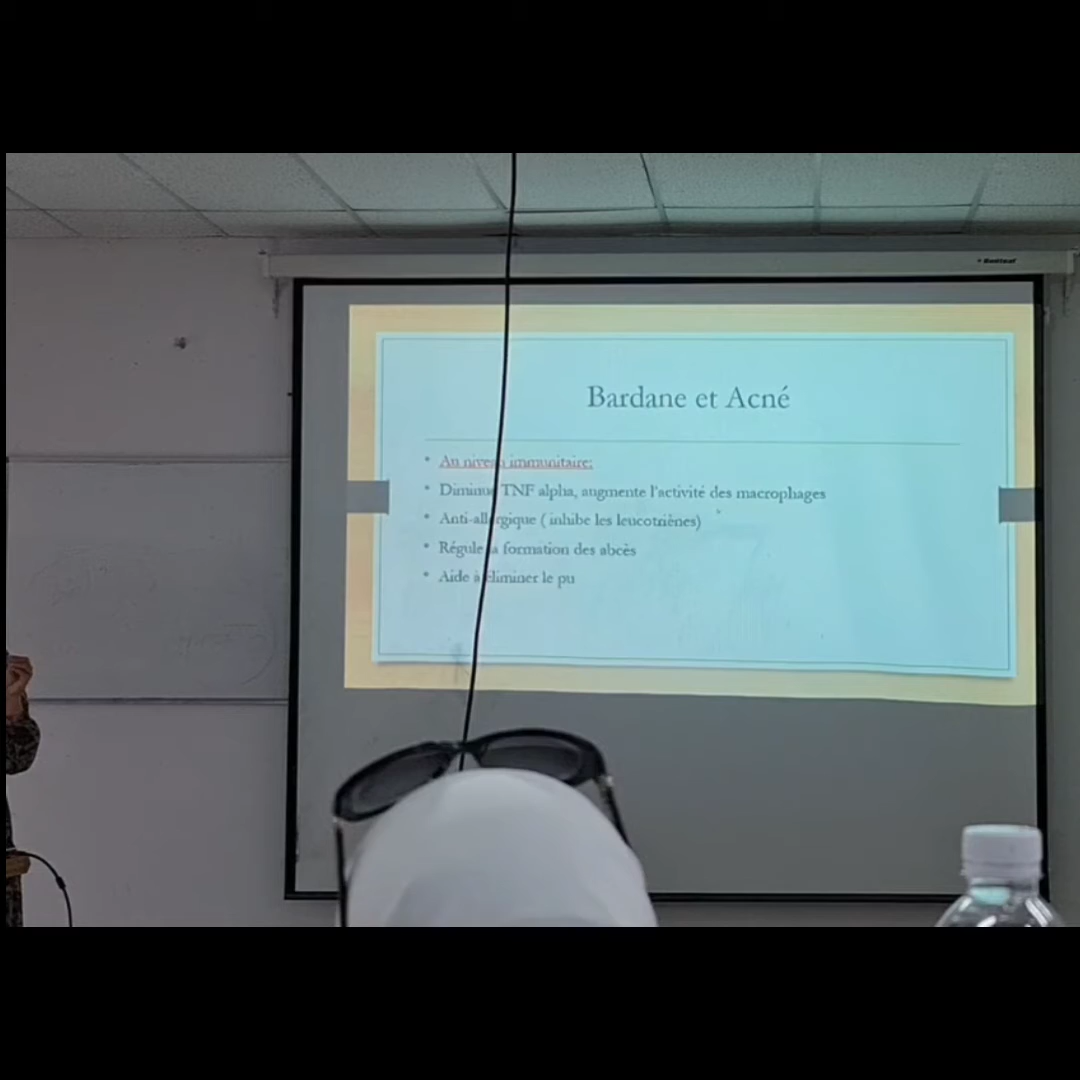 Bardane et Acné
• Au niveau immunitaire:
• Diminue TNF alpha, augmente l'activité des macrophages
• Anti-allergique ( inhibe les leucotriènes)
• Régule la formation des abcès
• Aide à éliminer le pu